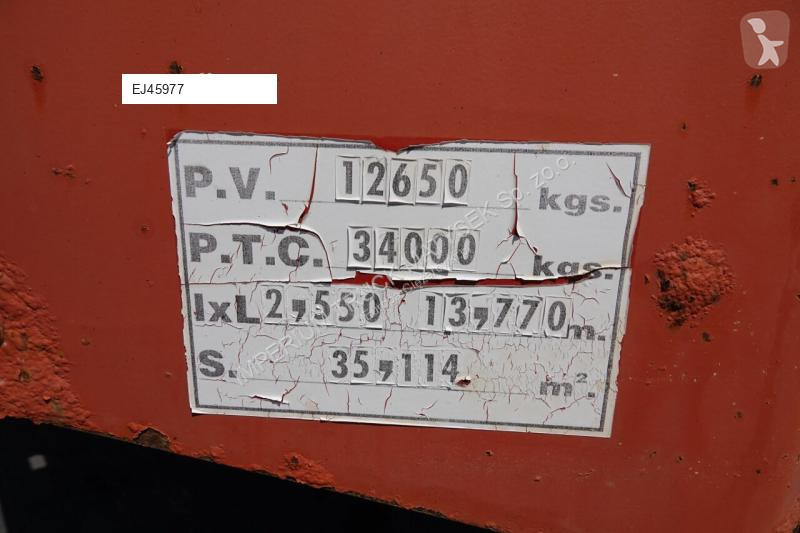 EJ45977
P.V. 12650 kgs.
P.T.C. 34000 kgs.
lxL 2,550 13,770 m.
S. 35,114 m².